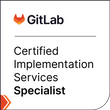 GitLab
Certified
Implementation
Services
Specialist